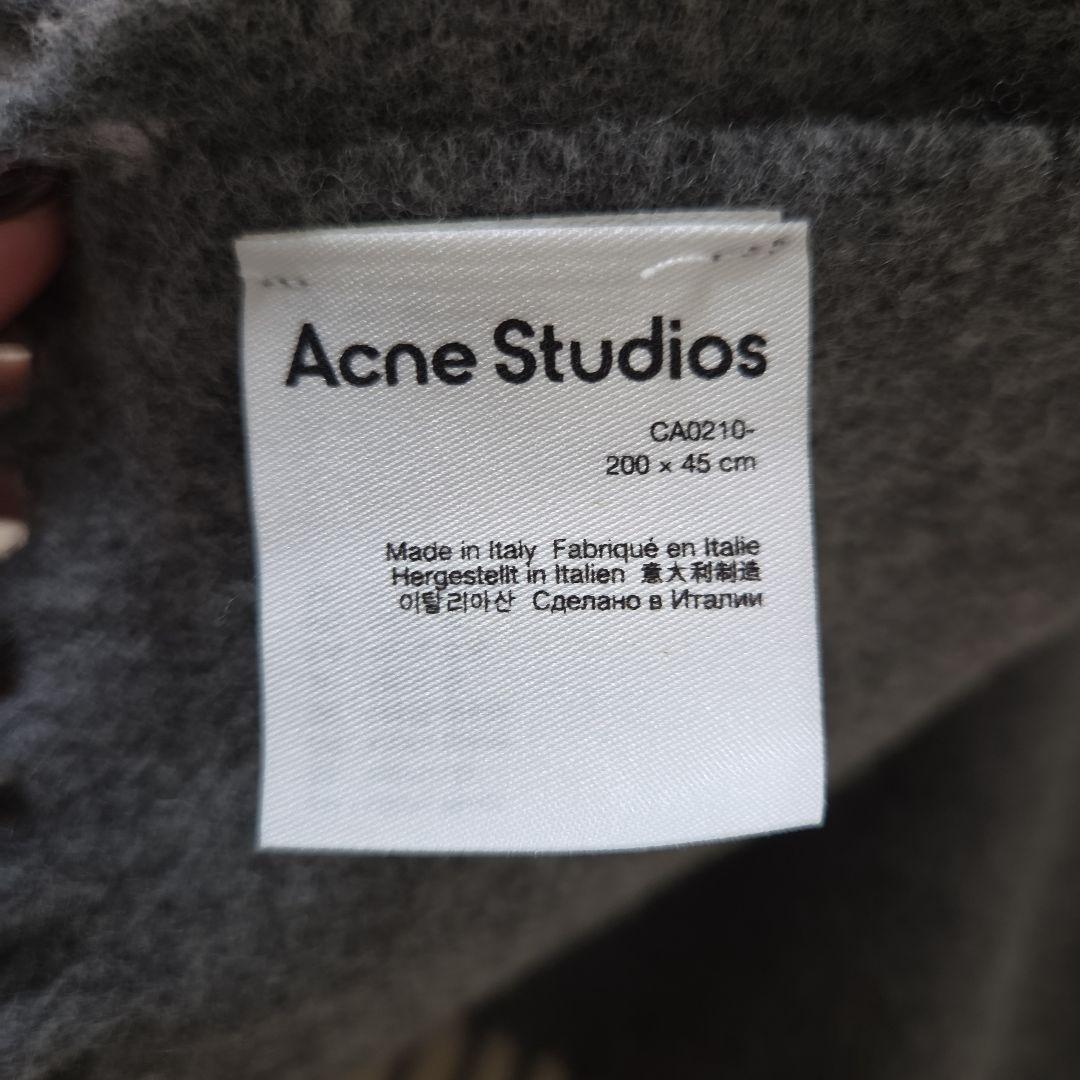 Acne Studios
CA0210-
200 × 45 cm
Made in Italy Fabriqué en Italie
Hergestellt in Italien 意大利制造
이탈리아산 Сделано в Италии